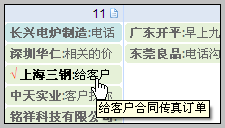 11
长兴电炉制造:电话
广东开平:早上九
深圳华仁:相关的价
东莞良品:电话沟
√上海三钢:给客户
中天实业:客户
给客户合同传真订单
铭祥科技有限公司: